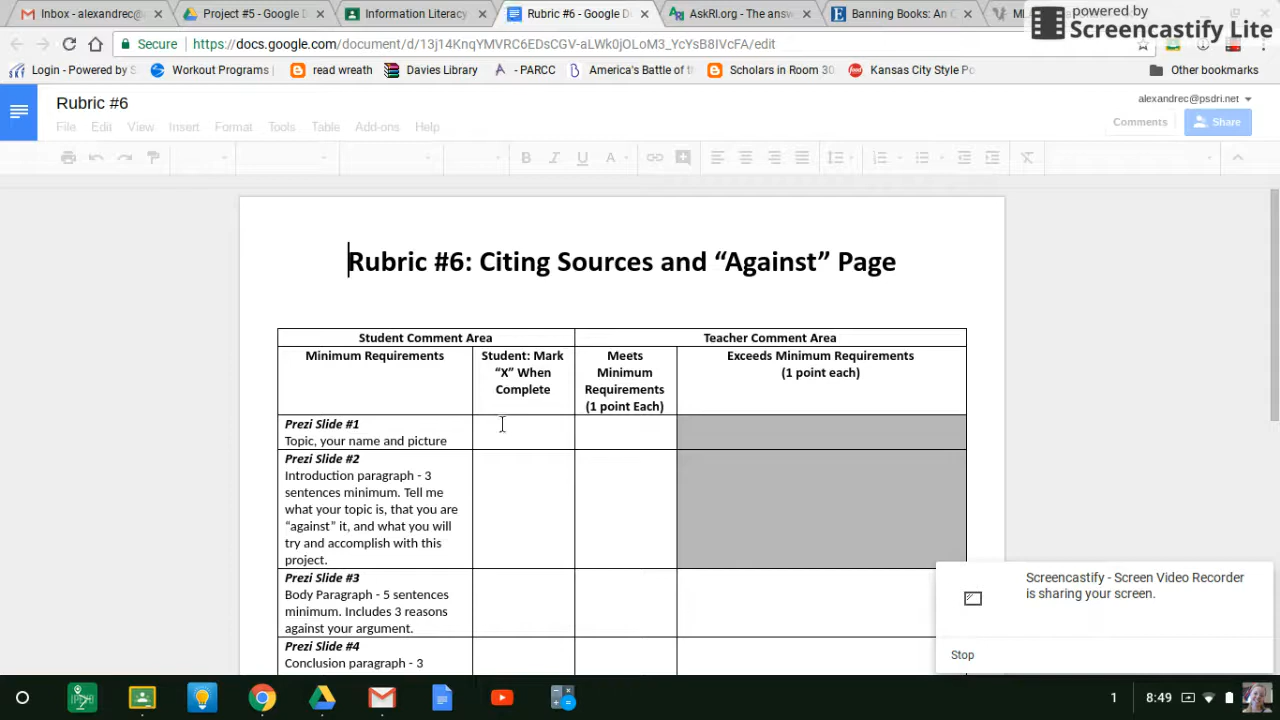 Inbox - alexandrec@
Project #5 - Google D
Information Literacy
Rubric #6 - Google D
AskRI.org - The answ
Banning Books: An O
powered by
Screencastify Lite
Secure
Login - Powered by S
Workout Programs
read wreath
Davies Library
- PARCC
America's Battle of t
Scholars in Room 30
Kansas City Style Po
Other bookmarks
Rubric #6
alexandrec@psdri.net
File Edit View Insert Format Tools Table Add-ons Help
Comments
Share
Rubric #6: Citing Sources and “Against” Page
Student Comment Area
Teacher Comment Area
Minimum Requirements
Student: Mark
“X” When
Complete
Meets
Minimum
Requirements
(1 point Each)
Exceeds Minimum Requirements
(1 point each)
Prezi Slide #1
Topic, your name and picture
Prezi Slide #2
Introduction paragraph - 3
sentences minimum. Tell me
what your topic is, that you are
“against” it, and what you will
try and accomplish with this
project.
Prezi Slide #3
Body Paragraph - 5 sentences
minimum. Includes 3 reasons
against your argument.
Prezi Slide #4
Conclusion paragraph - 3
Screencastify - Screen Video Recorder
is sharing your screen.
Stop
1
8:49